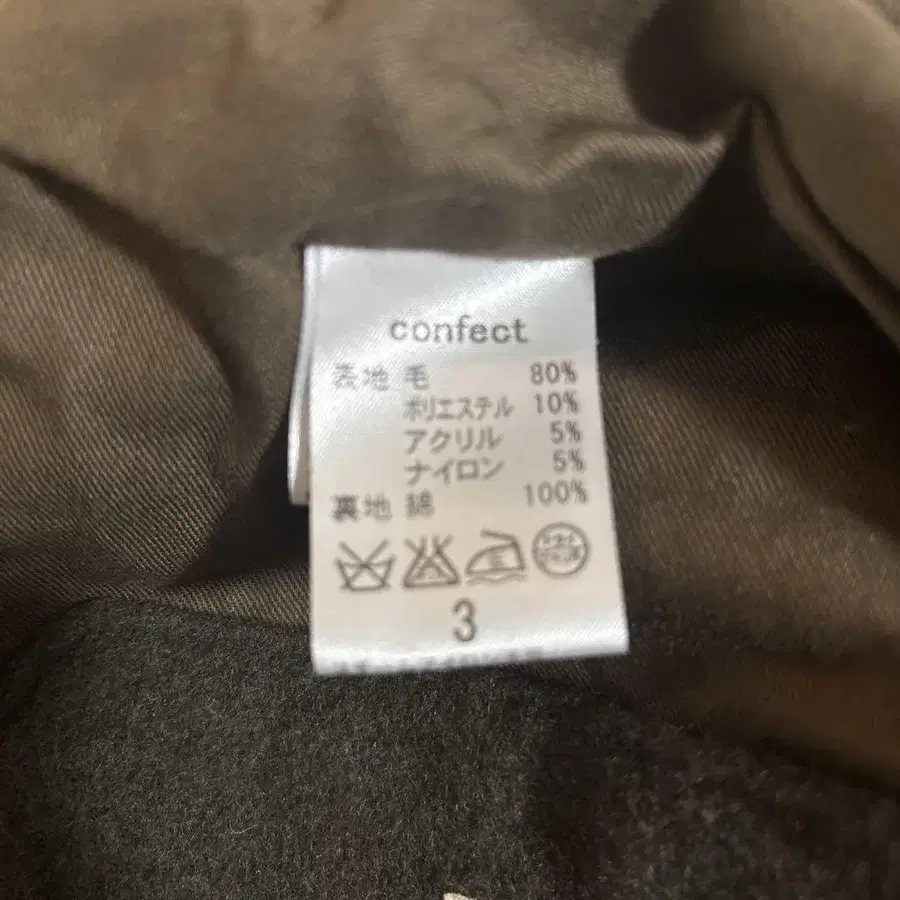 confect
表地 毛 80%
ポリエステル 10%
アクリル 5%
ナイロン 5%
裏地 綿 100%
3